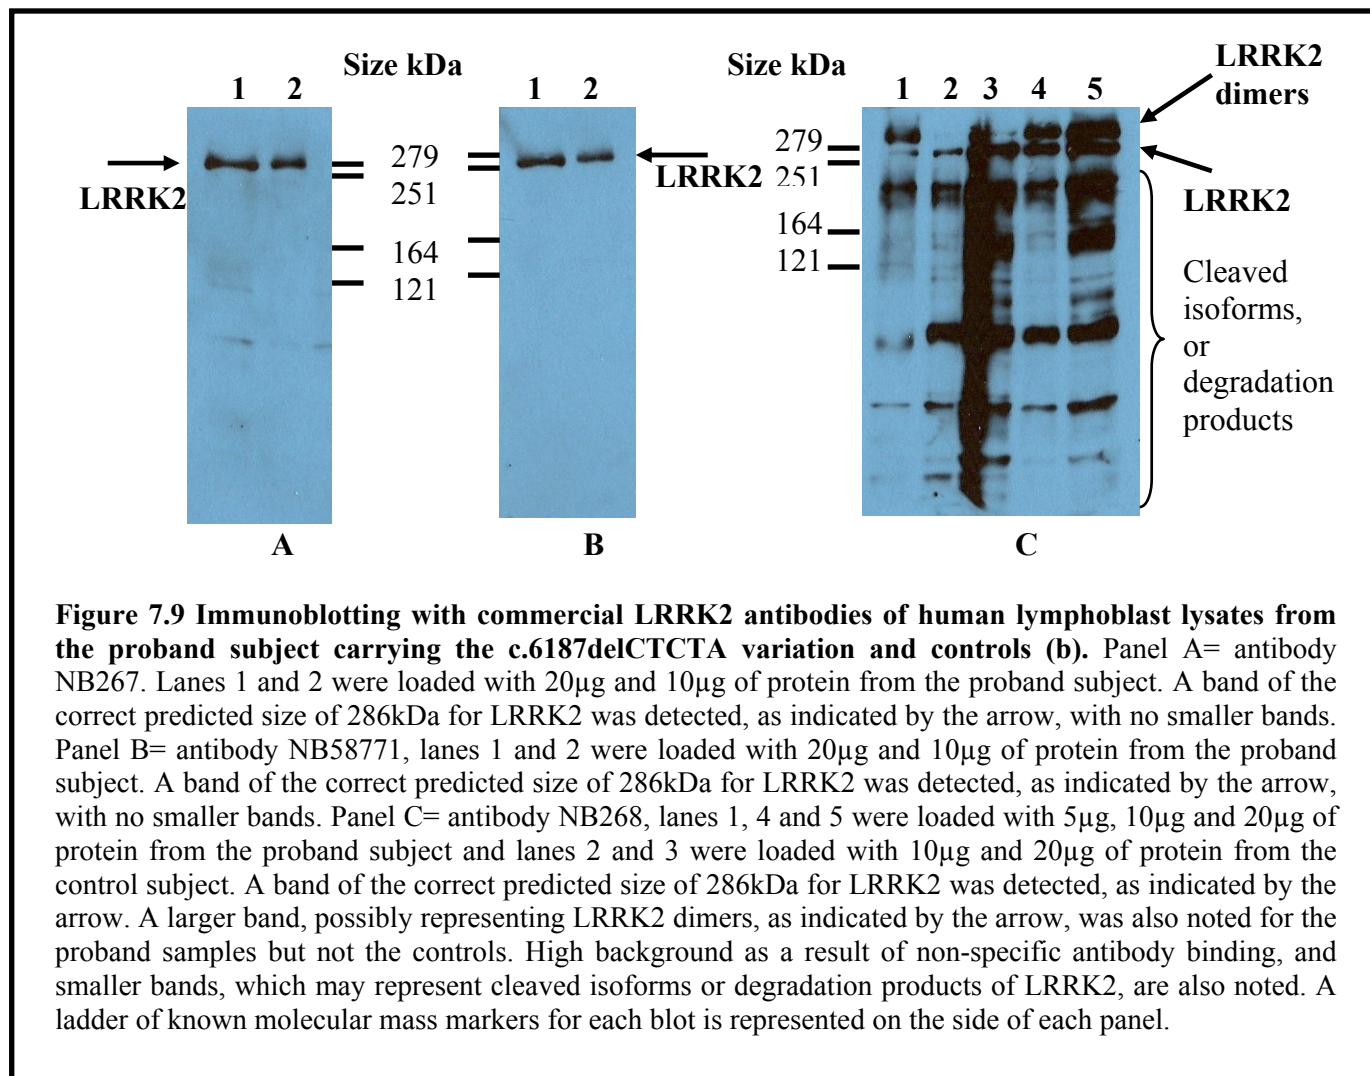 Size kDa
1 2
279
251
164
121
LRRK2
A
1 2
LRRK2
B
Size kDa
1 2 3 4 5
279
251
164
121
LRRK2
dimers
LRRK2
Cleaved
isoforms,
or
degradation
products
C
Figure 7.9 Immunoblotting with commercial LRRK2 antibodies of human lymphoblast lysates from
the proband subject carrying the c.6187delCTCTA variation and controls (b). Panel A= antibody
NB267. Lanes 1 and 2 were loaded with 20µg and 10µg of protein from the proband subject. A band of the
correct predicted size of 286kDa for LRRK2 was detected, as indicated by the arrow, with no smaller bands.
Panel B= antibody NB58771, lanes 1 and 2 were loaded with 20µg and 10µg of protein from the proband
subject. A band of the correct predicted size of 286kDa for LRRK2 was detected, as indicated by the arrow,
with no smaller bands. Panel C= antibody NB268, lanes 1, 4 and 5 were loaded with 5µg, 10µg and 20µg of
protein from the proband subject and lanes 2 and 3 were loaded with 10µg and 20µg of protein from the
control subject. A band of the correct predicted size of 286kDa for LRRK2 was detected, as indicated by the
arrow. A larger band, possibly representing LRRK2 dimers, as indicated by the arrow, was also noted for the
proband samples but not the controls. High background as a result of non-specific antibody binding, and
smaller bands, which may represent cleaved isoforms or degradation products of LRRK2, are also noted. A
ladder of known molecular mass markers for each blot is represented on the side of each panel.